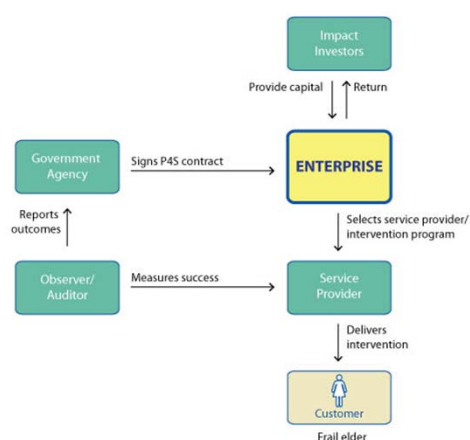 Impact
Investors
Provide capital
Return
Government
Agency
Signs P4S contract
ENTERPRISE
Reports
outcomes
Selects service provider/
intervention program
Observer/
Auditor
Measures success
Service
Provider
Delivers
intervention
Customer
Frail elder